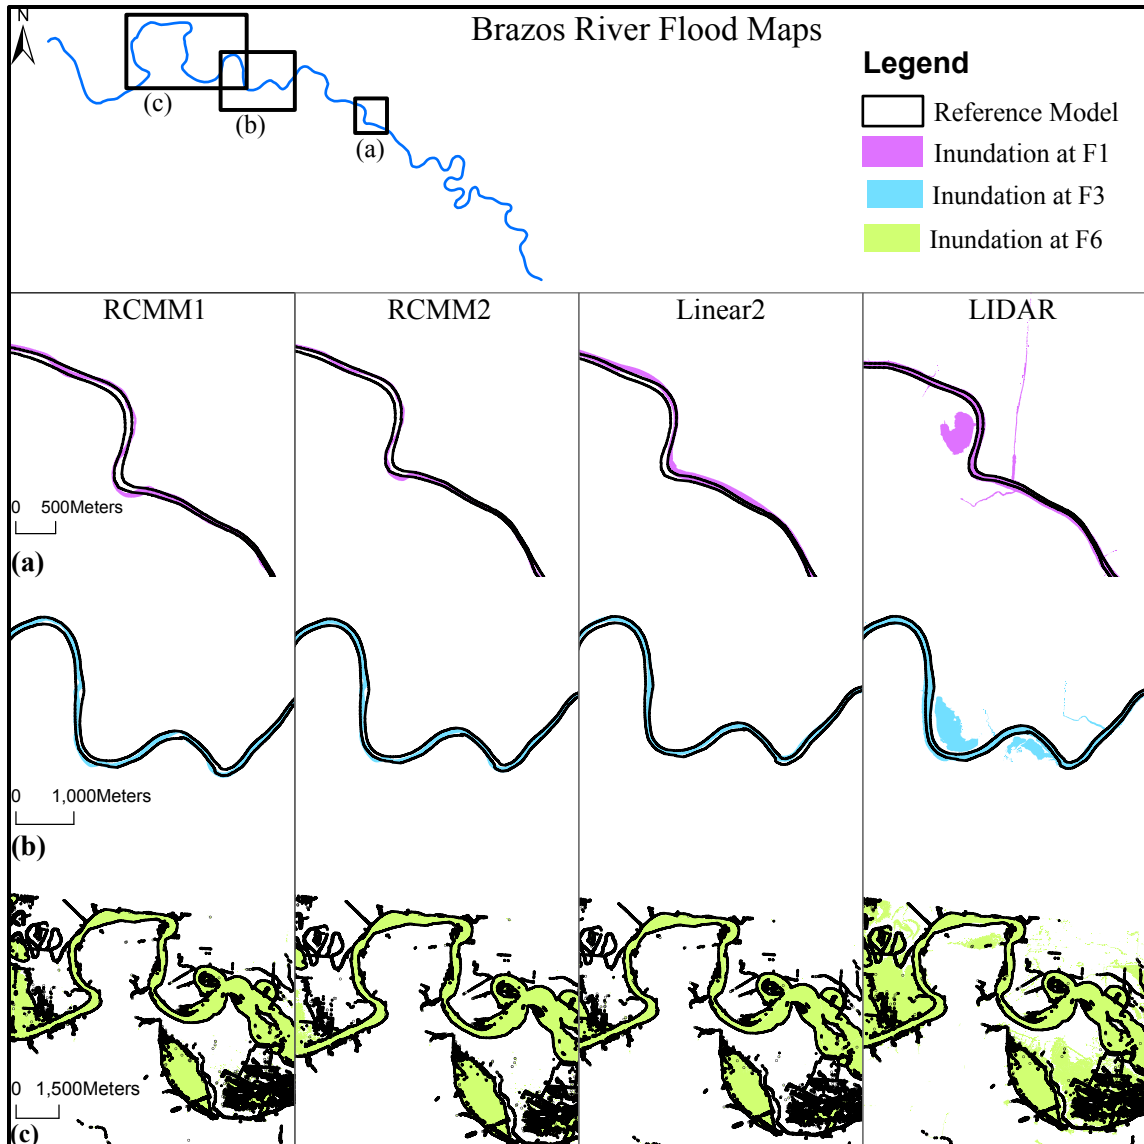 N
Brazos River Flood Maps
(c)
(b)
(a)
Legend
Reference Model
Inundation at F1
Inundation at F3
Inundation at F6
RCMM1
RCMM2
Linear2
LIDAR
0 500Meters
(a)
0 1,000Meters
(b)
0 1,500Meters
(c)